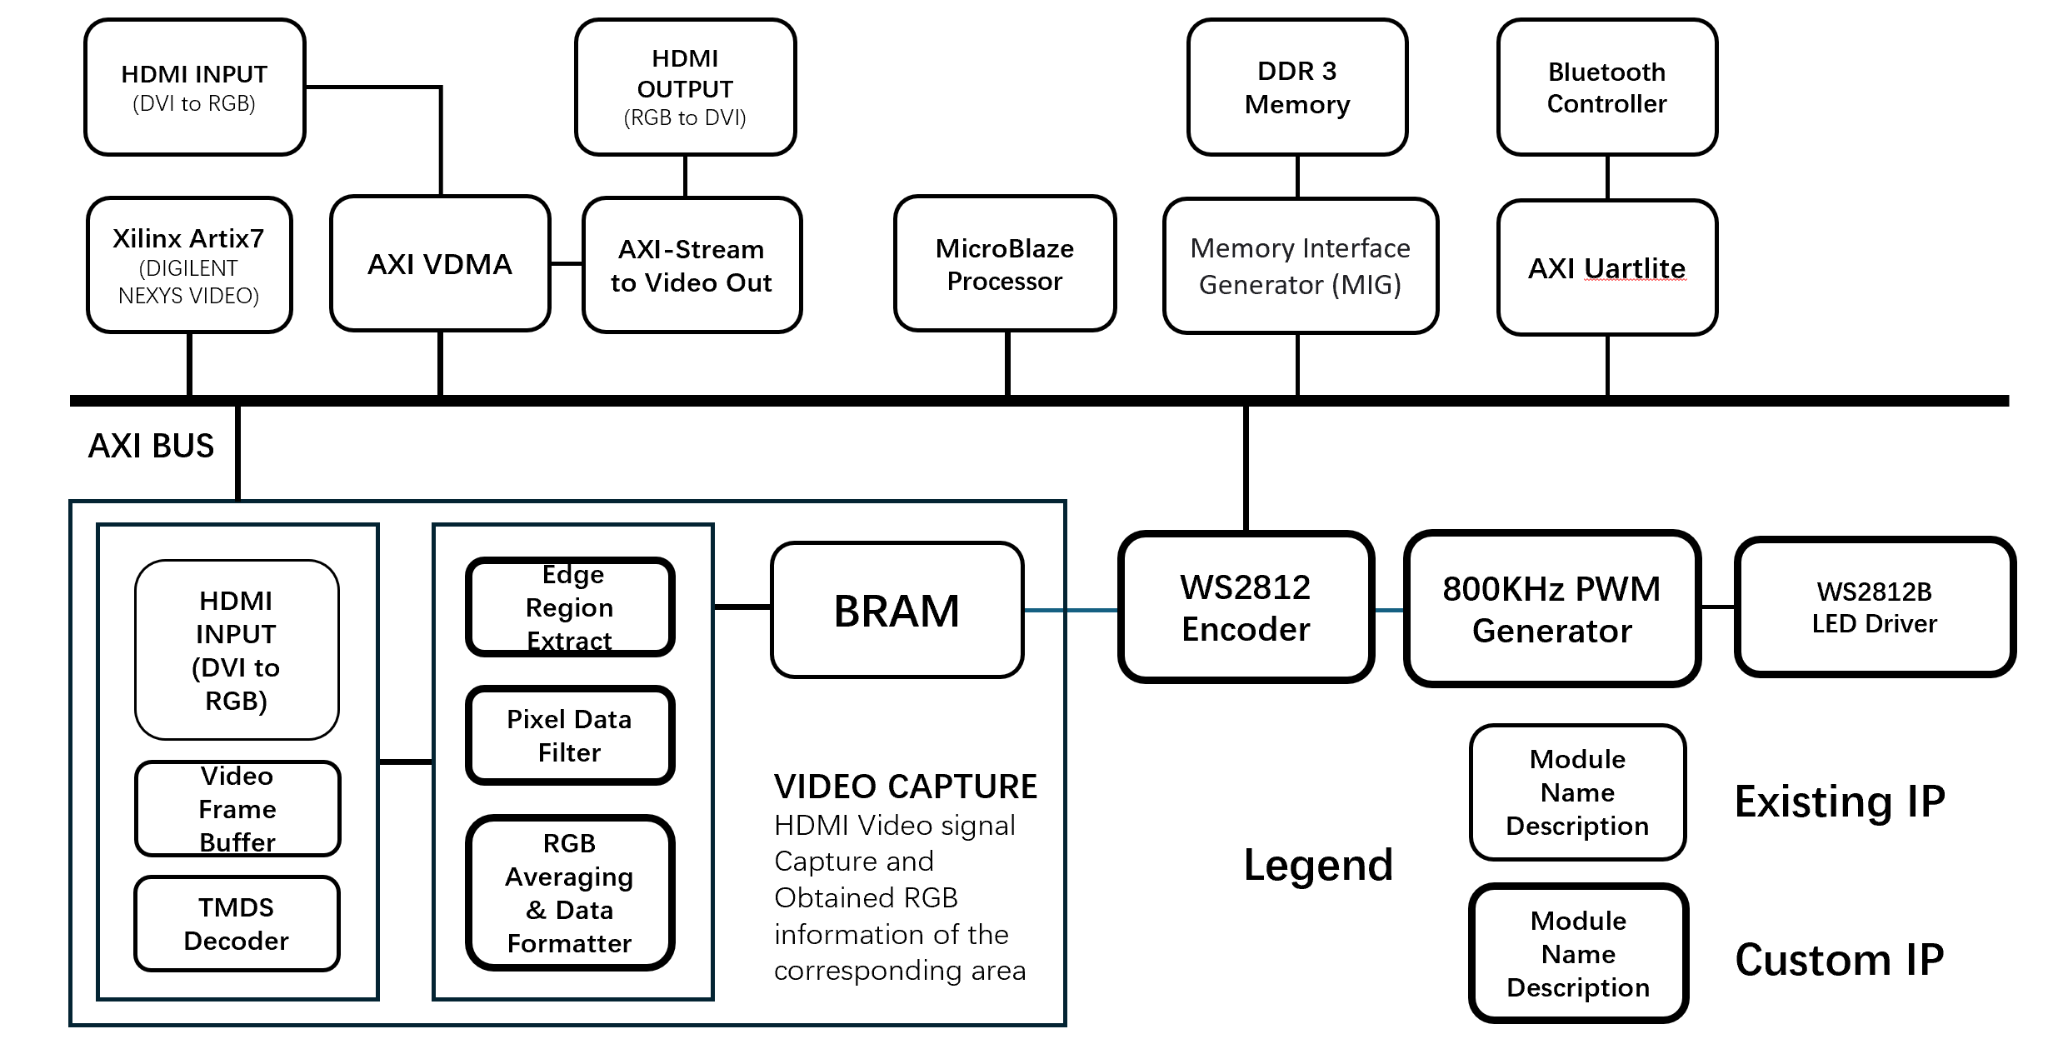 HDMI INPUT
(DVI to RGB)
HDMI
OUTPUT
(RGB to DVI)
DDR 3
Memory
Bluetooth
Controller
Xilinx Artix7
(DIGILENT
NEXYS VIDEO)
AXI VDMA
AXI-Stream
to Video Out
MicroBlaze
Processor
Memory Interface
Generator (MIG)
AXI Uartlite
AXI BUS
HDMI
INPUT
(DVI to
RGB)
Video
Frame
Buffer
TMDS
Decoder
Edge
Region
Extract
Pixel Data
Filter
RGB
Averaging
& Data
Formatter
BRAM
VIDEO CAPTURE
HDMI Video signal
Capture and
Obtained RGB
information of the
corresponding area
WS2812
Encoder
800KHz PWM
Generator
WS2812B
LED Driver
Legend
Module
Name
Description
Existing IP
Module
Name
Description
Custom IP